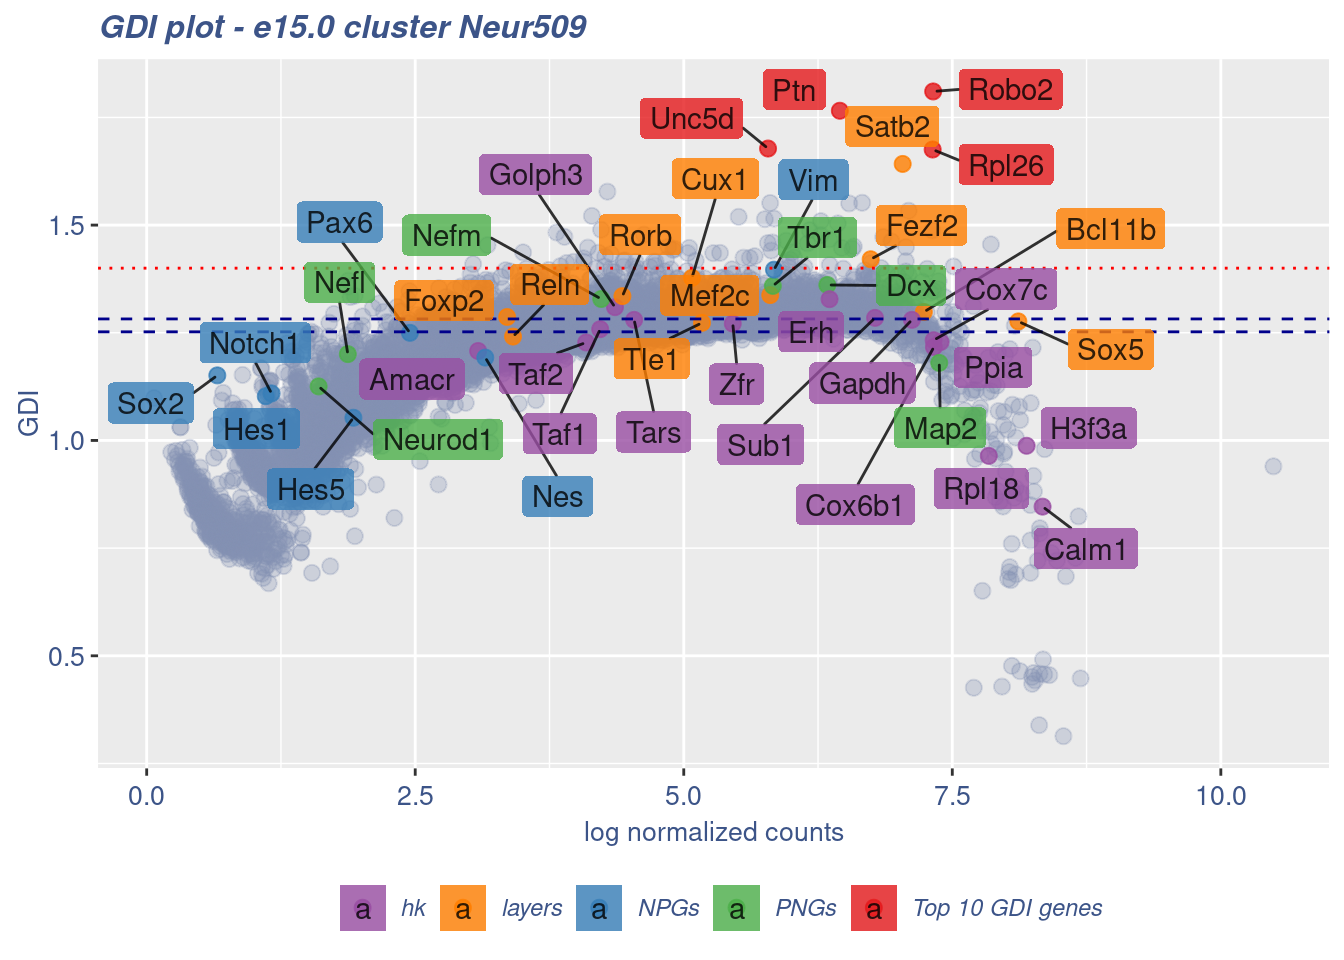 GDI plot - e15.0 cluster Neur509
Robo2
Ptn
Unc5d
Satb2
Rpl26
Golph3
Cux1
Vim
Pax6
Nefm
Rorb
Tbr1
Fezf2
Bcl11b
Nefl
Foxp2
Reln
Mef2c
Dcx
Cox7c
Notch1
Erh
Sox5
Sox2
Amacr
Taf2
Tle1
Zfr
Gapdh
Ppia
Hes1
Neurod1
Taf1
Tars
Sub1
Map2
H3f3a
Hes5
Nes
Cox6b1
Rpl18
Calm1
1.5
1.0
0.5
GDI
0.0
2.5
5.0
7.5
10.0
log normalized counts
a hk a layers a NPGs a PNGs a Top 10 GDI genes